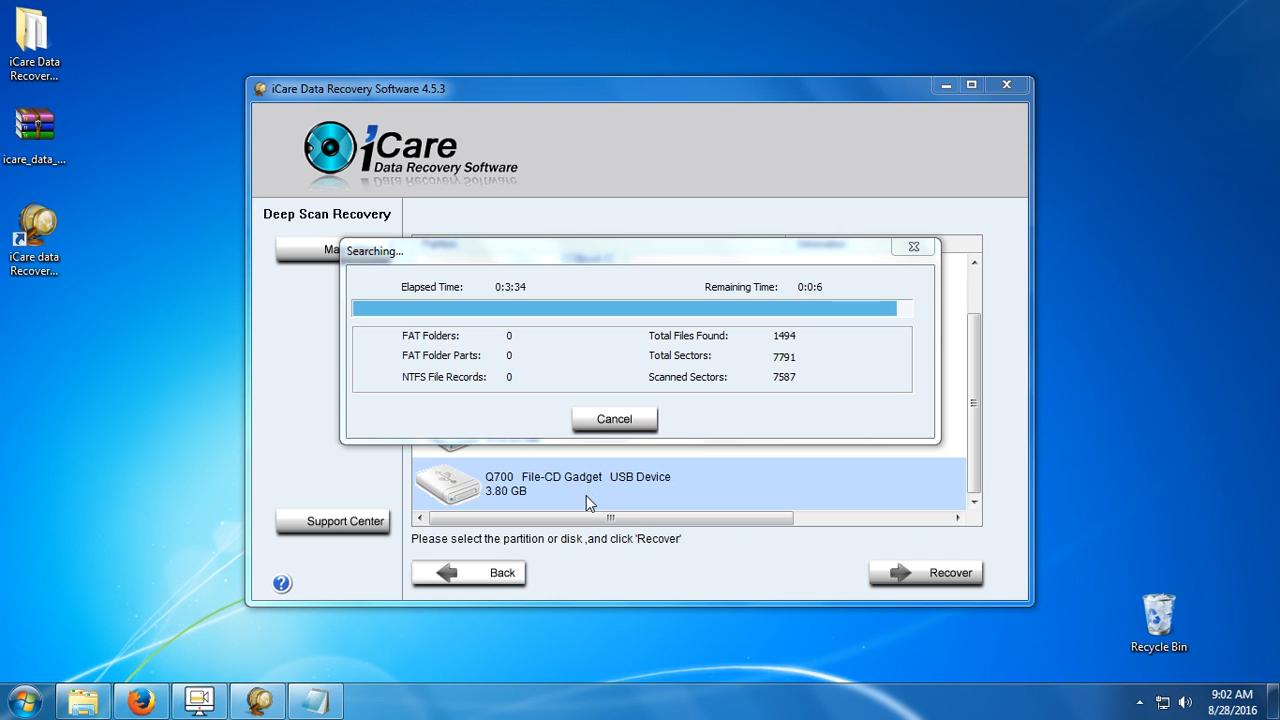 iCare Data
Recover...
icare_data_...
iCare data
Recover...
iCare Data Recovery Software 4.5.3
iCare
Data Recovery Software
Deep Scan Recovery
Ma
Searching...
Elapsed Time: 0:3:34 Remaining Time: 0:0:6
FAT Folders: 0 Total Files Found: 1494
FAT Folder Parts: 0 Total Sectors: 7791
NTFS File Records: 0 Scanned Sectors: 7587
Cancel
Q700 File-CD Gadget USB Device
3.80 GB
Support Center
Please select the partition or disk ,and click 'Recover'
Back
Recover
Recycle Bin
9:02 AM
8/28/2016